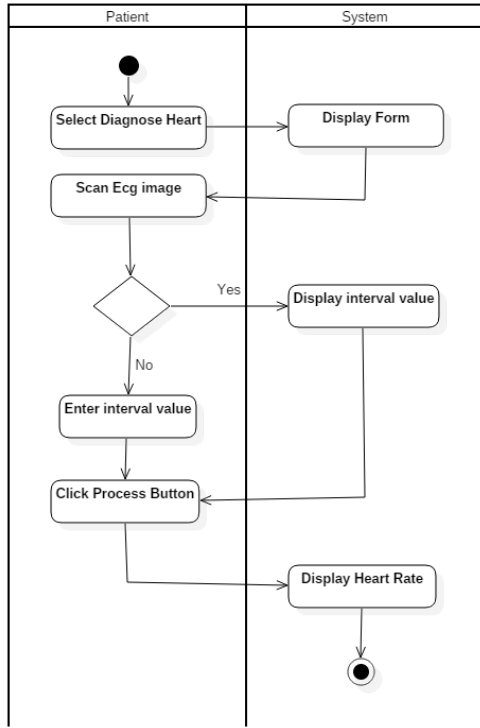 Patient
System
Select Diagnose Heart
Display Form
Scan Ecg image
Yes
Display interval value
No
Enter interval value
Click Process Button
Display Heart Rate